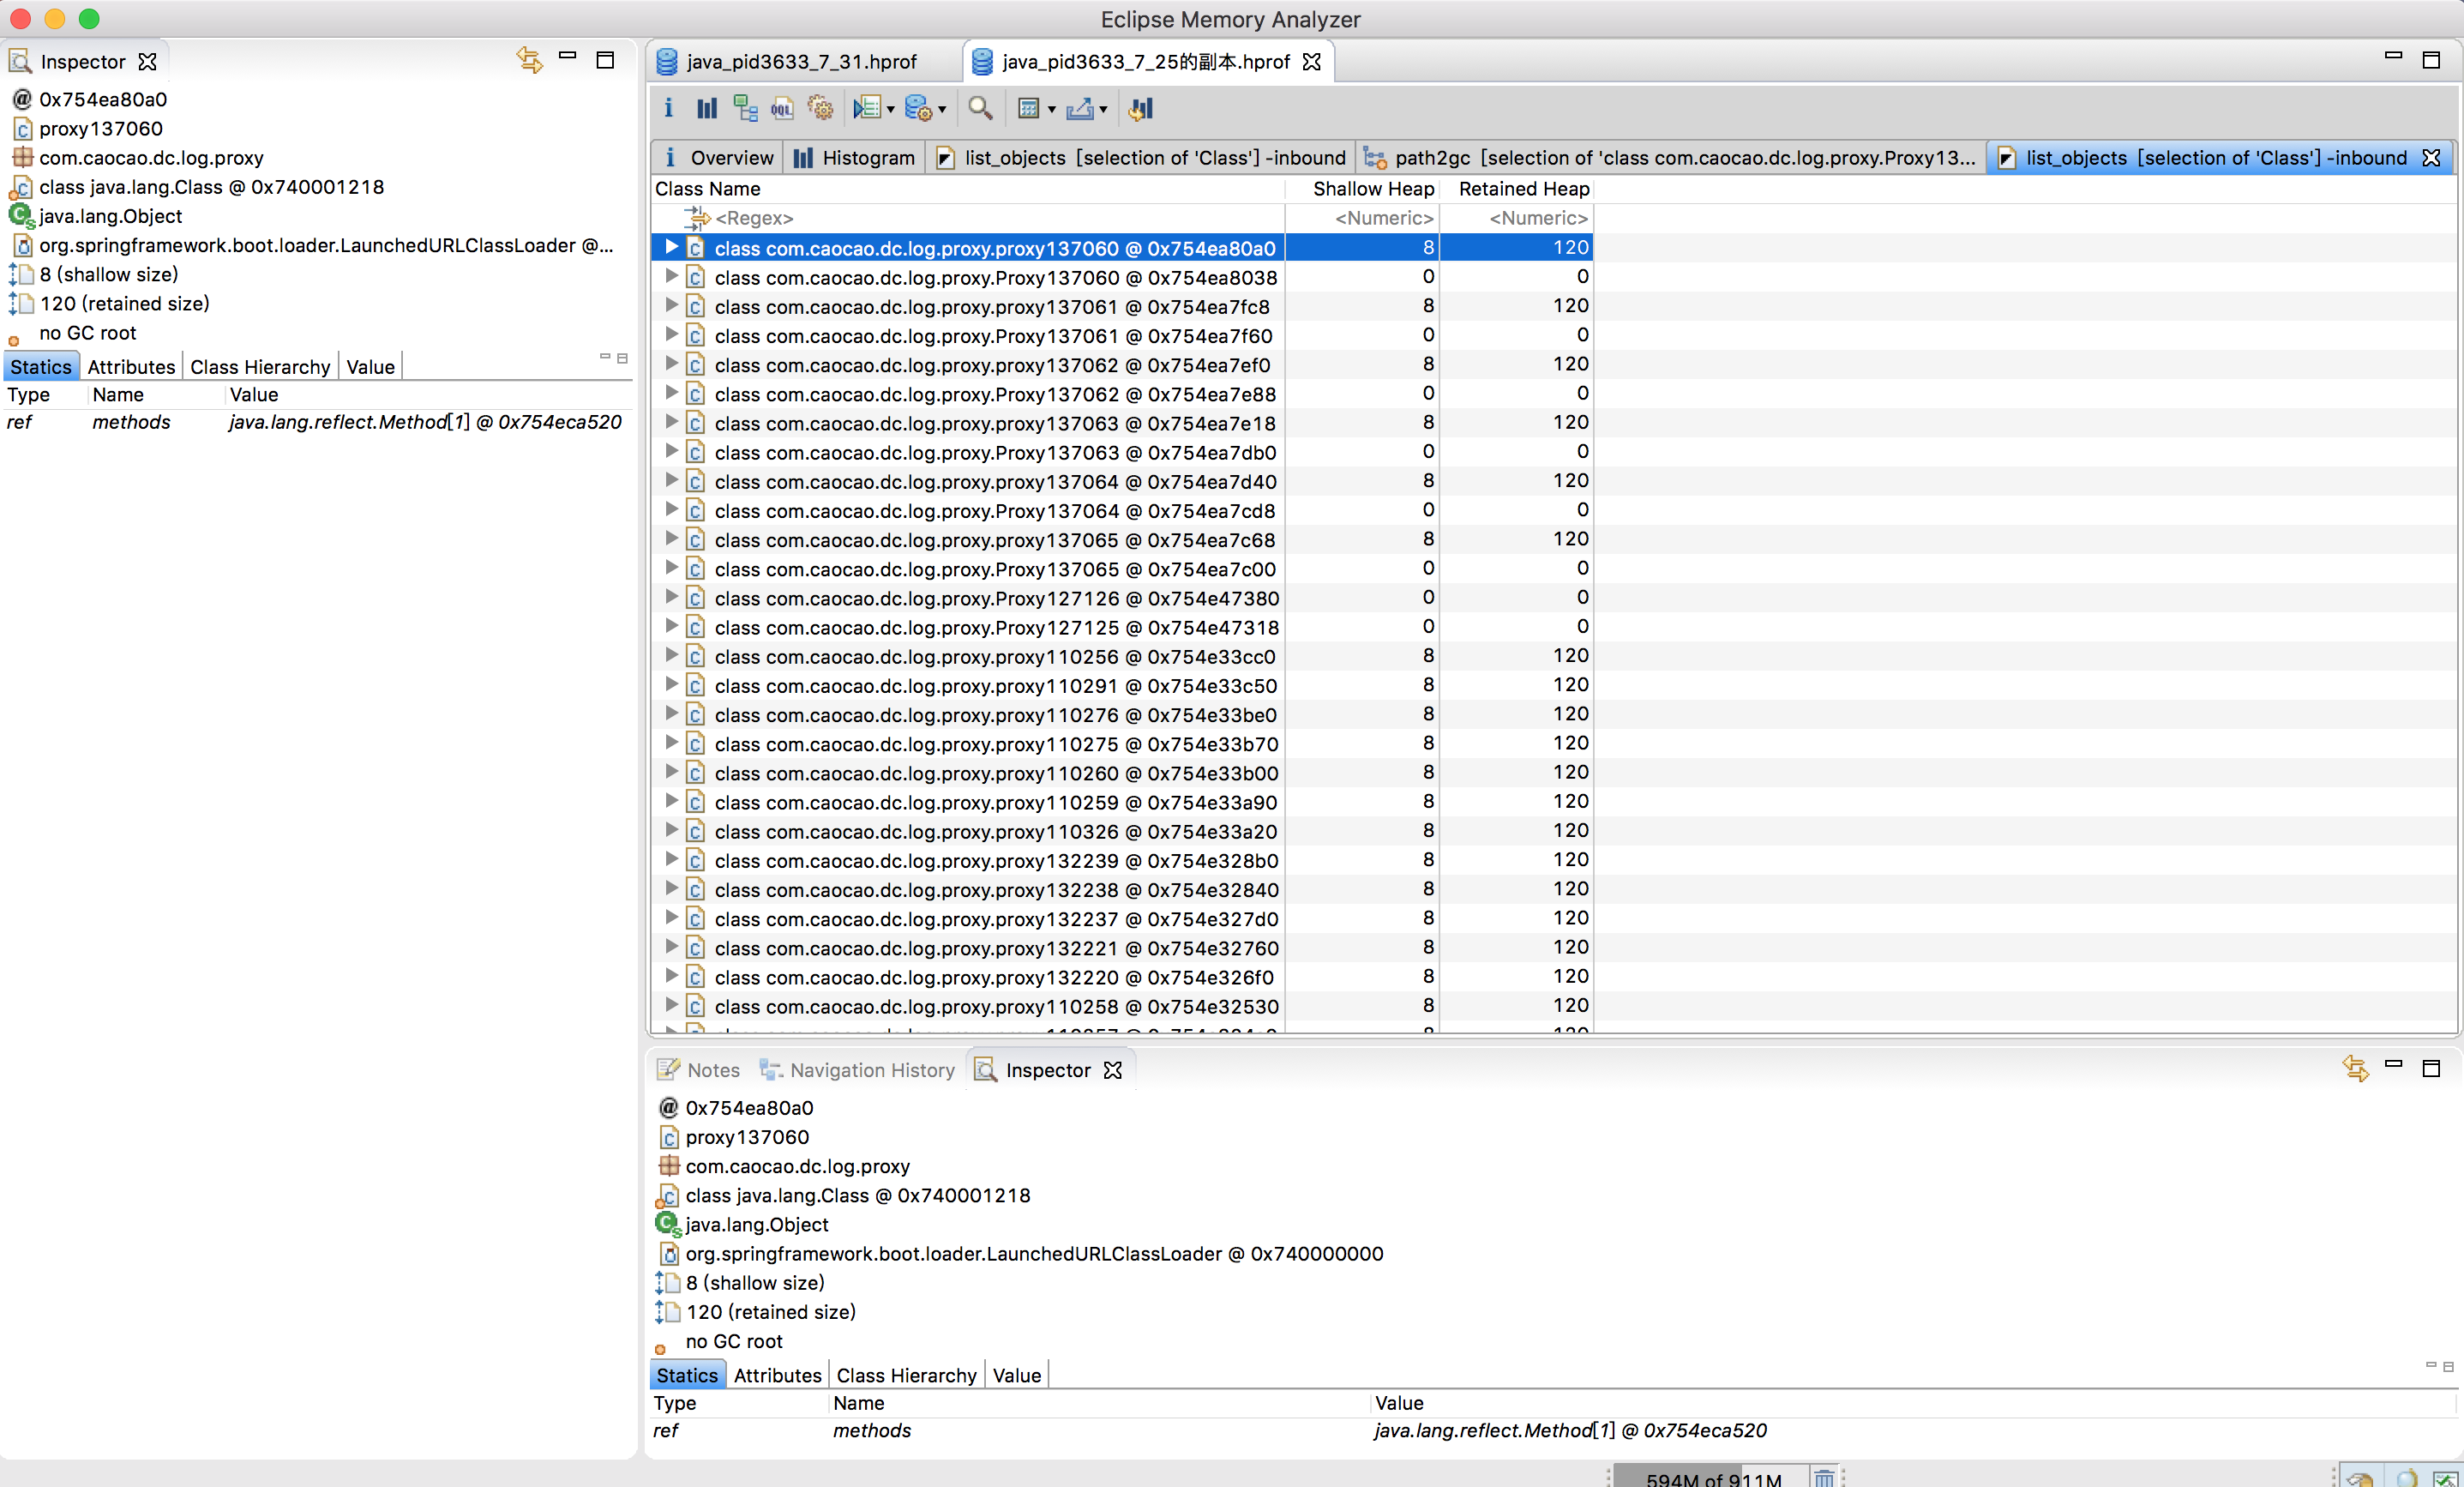 Eclipse Memory Analyzer
Inspector
@ 0x754ea80a0
proxy137060
com.caocao.dc.log.proxy
class java.lang.Class @ 0x740001218
java.lang.Object
org.springframework.boot.loader.LaunchedURLClassLoader @...
8 (shallow size)
120 (retained size)
no GC root
Statics Attributes Class Hierarchy Value
Type Name Value
ref methods java.lang.reflect.Method[1] @ 0x754eca520
java_pid3633_7_31.hprof java_pid3633_7_25的副本.hprof
i OQL
i Overview Histogram list_objects [selection of 'Class'] -inbound path2gc [selection of 'class com.caocao.dc.log.proxy.Proxy13... list_objects [selection of 'Class'] -inbound
Class Name Shallow Heap Retained Heap
<Regex> <Numeric> <Numeric>
class com.caocao.dc.log.proxy.proxy137060 @ 0x754ea80a0 8 120
class com.caocao.dc.log.proxy.Proxy137060 @ 0x754ea8038 0 0
class com.caocao.dc.log.proxy.proxy137061 @ 0x754ea7fc8 8 120
class com.caocao.dc.log.proxy.Proxy137061 @ 0x754ea7f60 0 0
class com.caocao.dc.log.proxy.proxy137062 @ 0x754ea7ef0 8 120
class com.caocao.dc.log.proxy.Proxy137062 @ 0x754ea7e88 0 0
class com.caocao.dc.log.proxy.proxy137063 @ 0x754ea7e18 8 120
class com.caocao.dc.log.proxy.Proxy137063 @ 0x754ea7db0 0 0
class com.caocao.dc.log.proxy.proxy137064 @ 0x754ea7d40 8 120
class com.caocao.dc.log.proxy.Proxy137064 @ 0x754ea7cd8 0 0
class com.caocao.dc.log.proxy.proxy137065 @ 0x754ea7c68 8 120
class com.caocao.dc.log.proxy.Proxy137065 @ 0x754ea7c00 0 0
class com.caocao.dc.log.proxy.Proxy127126 @ 0x754e47380 0 0
class com.caocao.dc.log.proxy.Proxy127125 @ 0x754e47318 0 0
class com.caocao.dc.log.proxy.proxy110256 @ 0x754e33cc0 8 120
class com.caocao.dc.log.proxy.proxy110291 @ 0x754e33c50 8 120
class com.caocao.dc.log.proxy.proxy110276 @ 0x754e33be0 8 120
class com.caocao.dc.log.proxy.proxy110275 @ 0x754e33b70 8 120
class com.caocao.dc.log.proxy.proxy110260 @ 0x754e33b00 8 120
class com.caocao.dc.log.proxy.proxy110259 @ 0x754e33a90 8 120
class com.caocao.dc.log.proxy.proxy110326 @ 0x754e33a20 8 120
class com.caocao.dc.log.proxy.proxy132239 @ 0x754e328b0 8 120
class com.caocao.dc.log.proxy.proxy132238 @ 0x754e32840 8 120
class com.caocao.dc.log.proxy.proxy132237 @ 0x754e327d0 8 120
class com.caocao.dc.log.proxy.proxy132221 @ 0x754e32760 8 120
class com.caocao.dc.log.proxy.proxy132220 @ 0x754e326f0 8 120
class com.caocao.dc.log.proxy.proxy110258 @ 0x754e32530 8 120
Notes Navigation History Inspector
@ 0x754ea80a0
proxy137060
com.caocao.dc.log.proxy
class java.lang.Class @ 0x740001218
java.lang.Object
org.springframework.boot.loader.LaunchedURLClassLoader @ 0x740000000
8 (shallow size)
120 (retained size)
no GC root
Statics Attributes Class Hierarchy Value
Type Name Value
ref methods java.lang.reflect.Method[1] @ 0x754eca520
594M of 911M